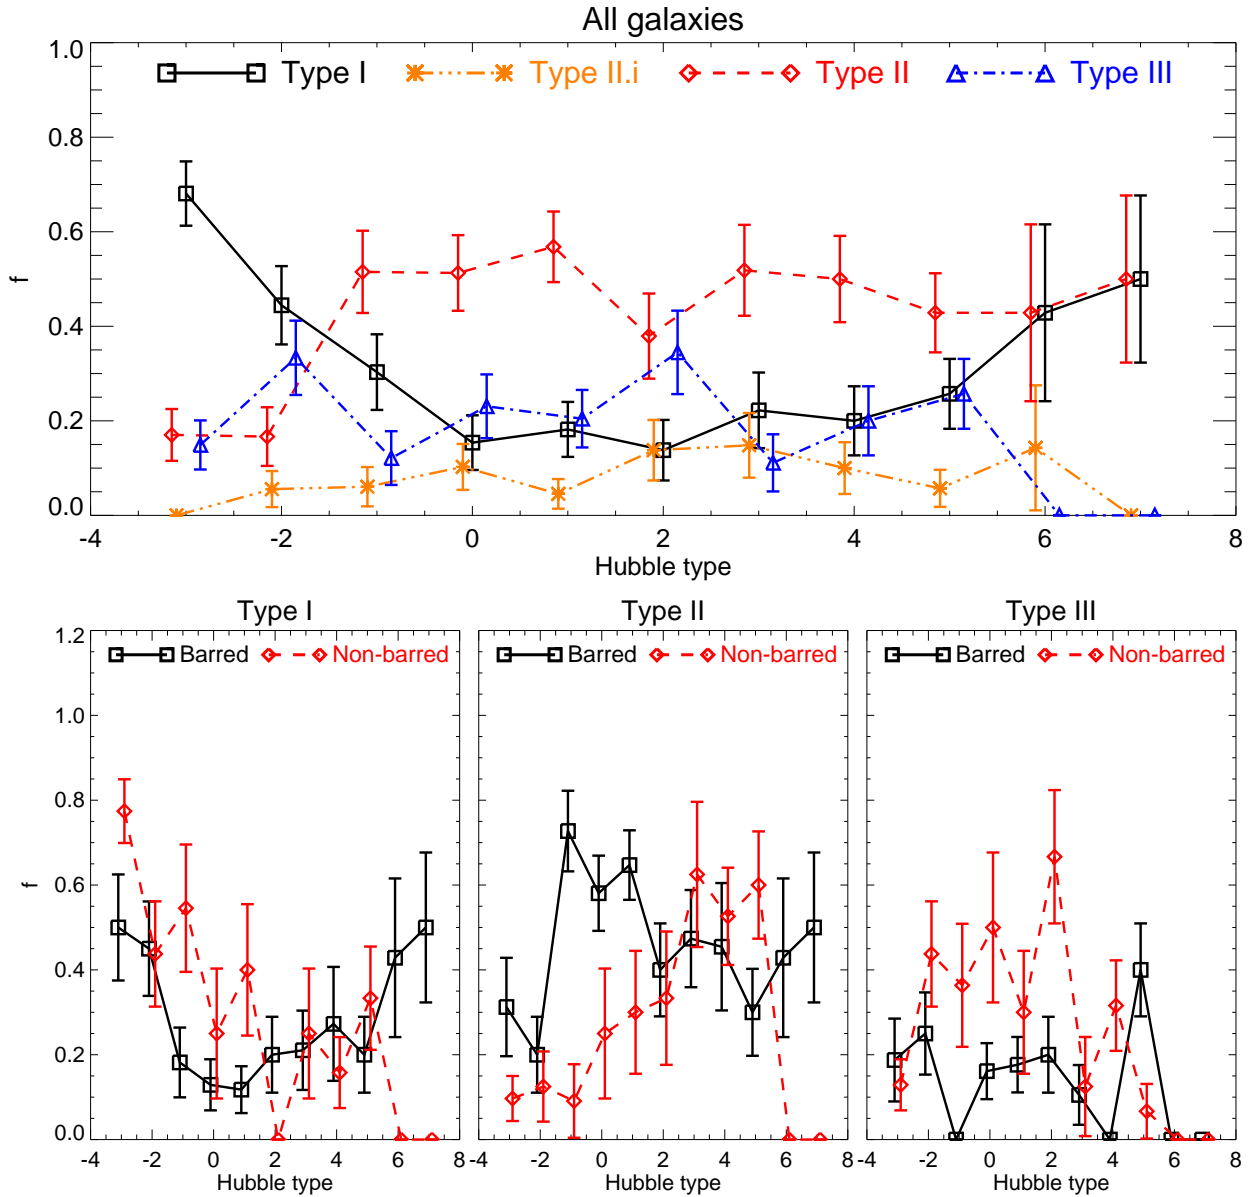 All galaxies
1.0
Type I Type II.i Type II Type III
0.8
0.6
f
0.4
0.2
0.0
-4 -2 0 2 4 6 8
Hubble type
Type I Type II Type III
1.2
Barred Non-barred Barred Non-barred Barred Non-barred
1.0
0.8
0.6
f
0.4
0.2
0.0
-4 -2 0 2 4 6 8 -4 -2 0 2 4 6 8 -4 -2 0 2 4 6 8
Hubble type Hubble type Hubble type